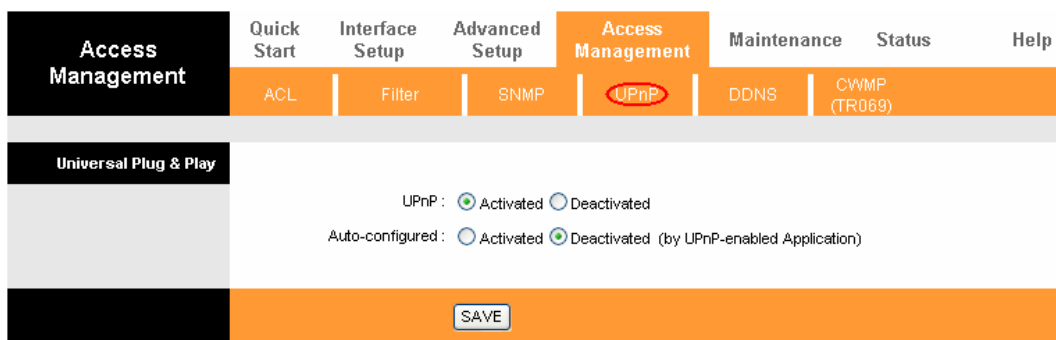 Access Management
Quick Start
Interface Setup
Advanced Setup
Access Management
Maintenance
Status
Help
ACL
Filter
SNMP
UPnP
DDNS
CWMP (TR069)
Universal Plug & Play
UPnP : Activated Deactivated
Auto-configured : Activated Deactivated (by UPnP-enabled Application)
SAVE